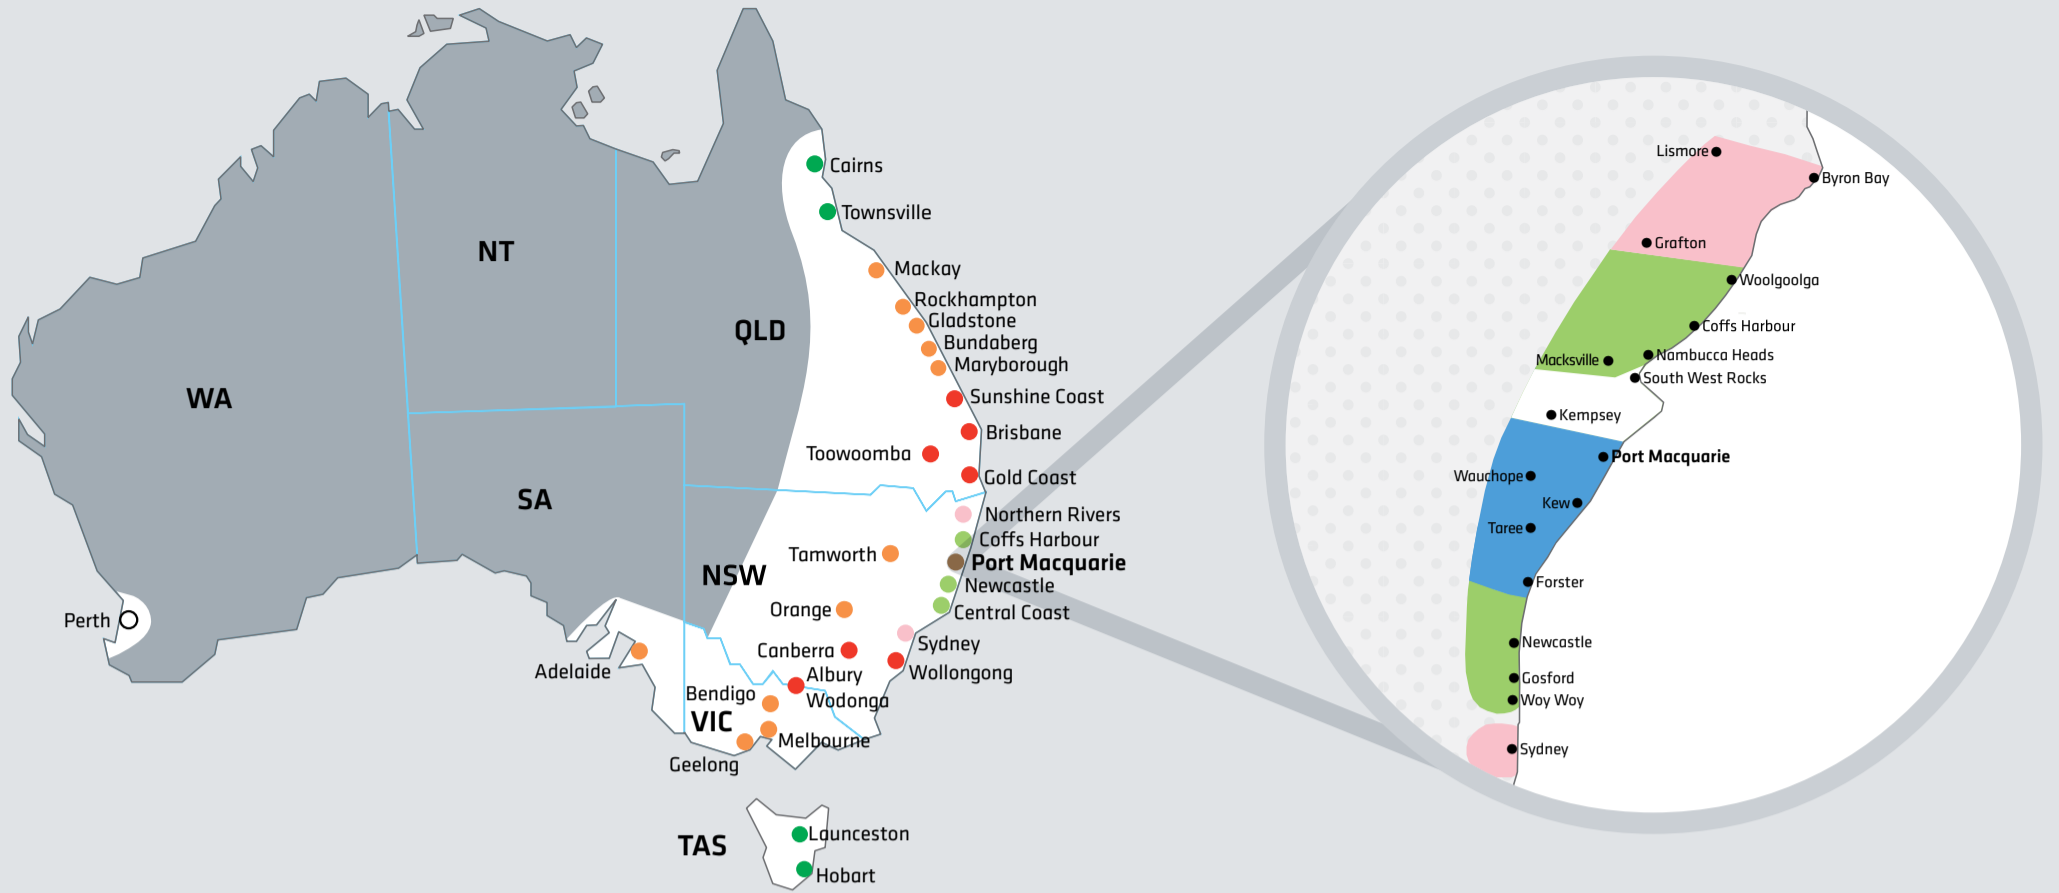 NT
WA
QLD
SA
NSW
VIC
TAS
Cairns
Townsville
Mackay
Rockhampton
Gladstone
Bundaberg
Maryborough
Sunshine Coast
Brisbane
Toowoomba
Gold Coast
Northern Rivers
Coffs Harbour
Tamworth
Port Macquarie
Newcastle
Orange
Central Coast
Perth
Sydney
Canberra
Adelaide
Wollongong
Albury
Wodonga
Bendigo
Melbourne
Geelong
Launceston
Hobart
Lismore
Byron Bay
Grafton
Woolgoolga
Coffs Harbour
Nambucca Heads
Macksville
South West Rocks
Kempsey
Port Macquarie
Wauchope
Kew
Taree
Forster
Newcastle
Gosford
Woy Woy
Sydney